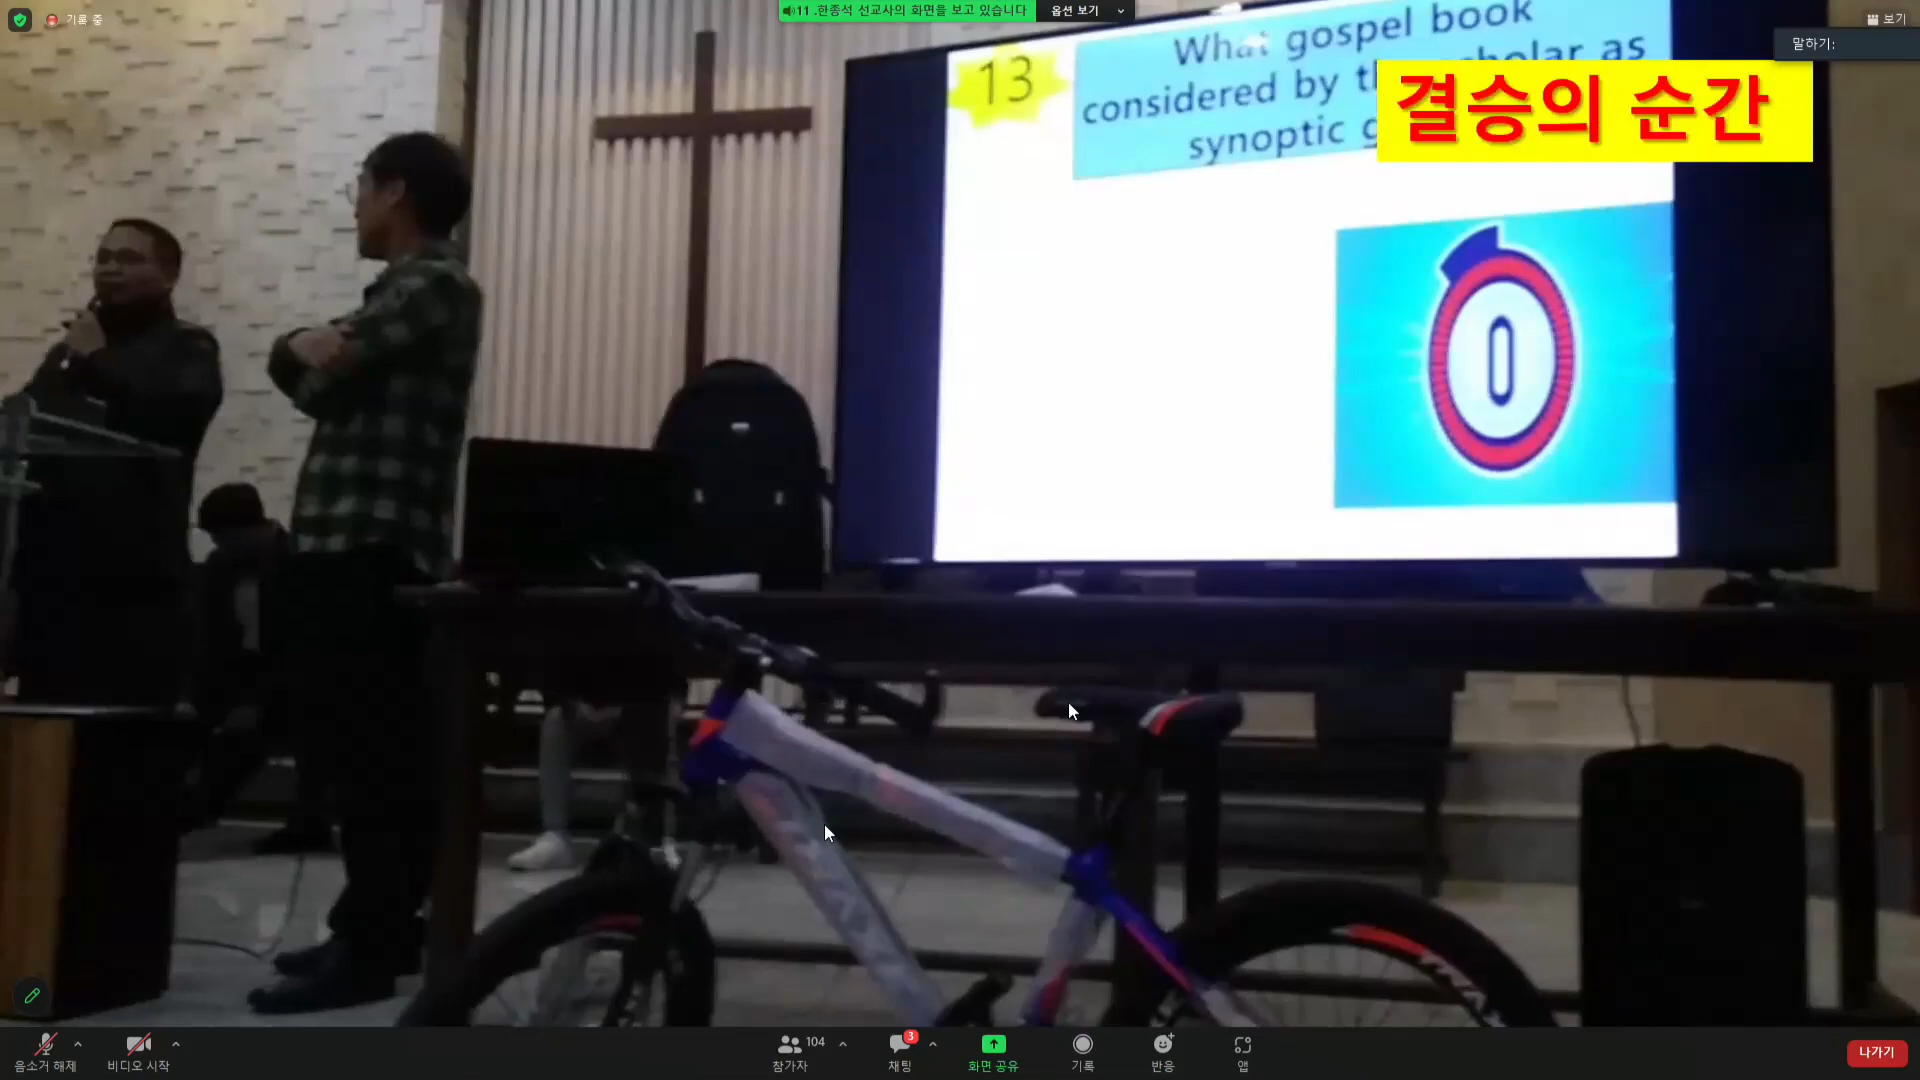 기록 중
11 .한종석 선교사의 화면을 보고 있습니다
옵션 보기
보기
말하기:
13
What gospel book
considered by as
synoptic
결승의 순간
0
음소거 해제
비디오 시작
104
참가자
3
채팅
화면 공유
기록
반응
앱
나가기